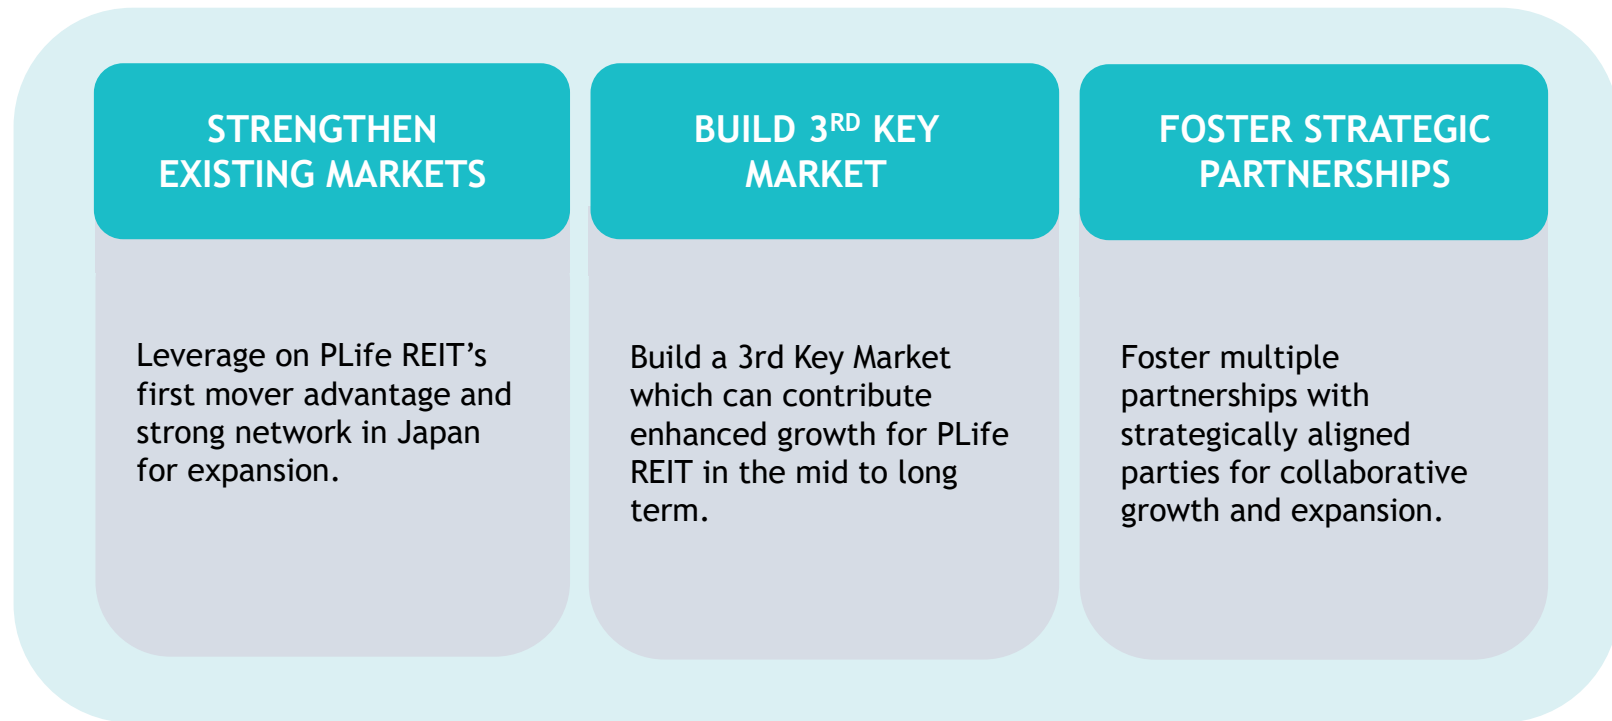 STRENGTHEN
EXISTING MARKETS
Leverage on PLife REIT’s
first mover advantage and
strong network in Japan
for expansion.
BUILD 3RD KEY
MARKET
Build a 3rd Key Market
which can contribute
enhanced growth for PLife
REIT in the mid to long
term.
FOSTER STRATEGIC
PARTNERSHIPS
Foster multiple
partnerships with
strategically aligned
parties for collaborative
growth and expansion.